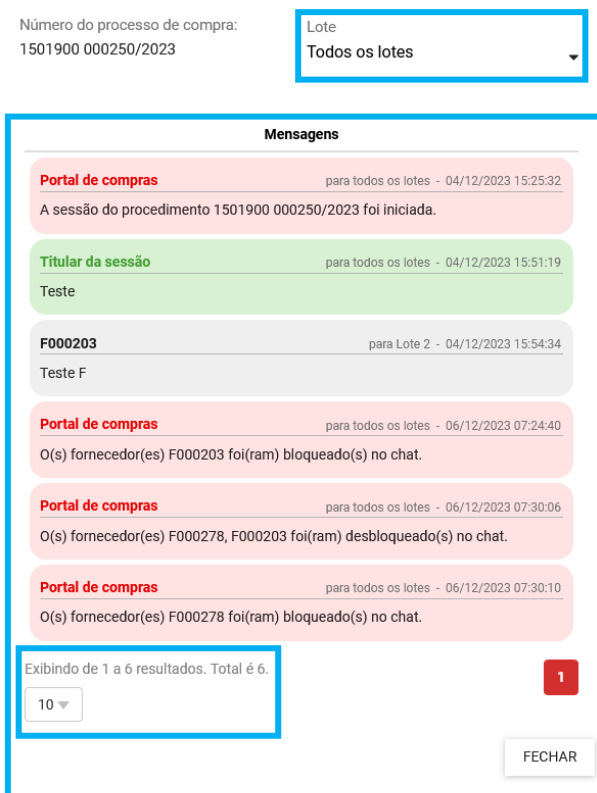 Número do processo de compra:
1501900 000250/2023
Lote
Todos os lotes
Mensagens
Portal de compras para todos os lotes - 04/12/2023 15:25:32
A sessão do procedimento 1501900 000250/2023 foi iniciada.
Titular da sessão para todos os lotes - 04/12/2023 15:51:19
Teste
F000203 para Lote 2 - 04/12/2023 15:54:34
Teste F
Portal de compras para todos os lotes - 06/12/2023 07:24:40
O(s) fornecedor(es) F000203 foi(ram) bloqueado(s) no chat.
Portal de compras para todos os lotes - 06/12/2023 07:30:06
O(s) fornecedor(es) F000278, F000203 foi(ram) desbloqueado(s) no chat.
Portal de compras para todos os lotes - 06/12/2023 07:30:10
O(s) fornecedor(es) F000278 foi(ram) bloqueado(s) no chat.
Exibindo de 1 a 6 resultados. Total é 6.
1
10
FECHAR